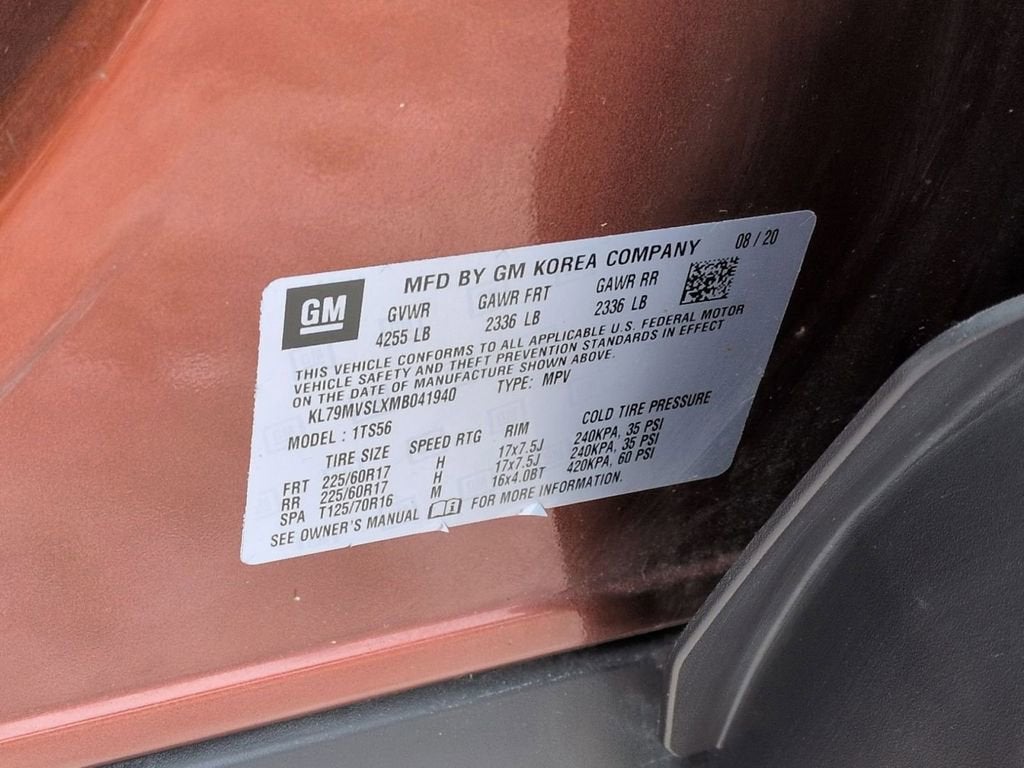 GM
MFD BY GM KOREA COMPANY 08 / 20
GVWR GAWR FRT GAWR RR
4255 LB 2336 LB 2336 LB
THIS VEHICLE CONFORMS TO ALL APPLICABLE U.S. FEDERAL MOTOR
VEHICLE SAFETY AND THEFT PREVENTION STANDARDS IN EFFECT
ON THE DATE OF MANUFACTURE SHOWN ABOVE.
KL79MVSLXMB041940 TYPE: MPV
MODEL : 1TS56
TIRE SIZE SPEED RTG RIM COLD TIRE PRESSURE
FRT 225/60R17 H 17x7.5J 240KPA, 35 PSI
RR 225/60R17 H 17x7.5J 240KPA, 35 PSI
SPA T125/70R16 M 16x4.0BT 420KPA, 60 PSI
SEE OWNER'S MANUAL FOR MORE INFORMATION.